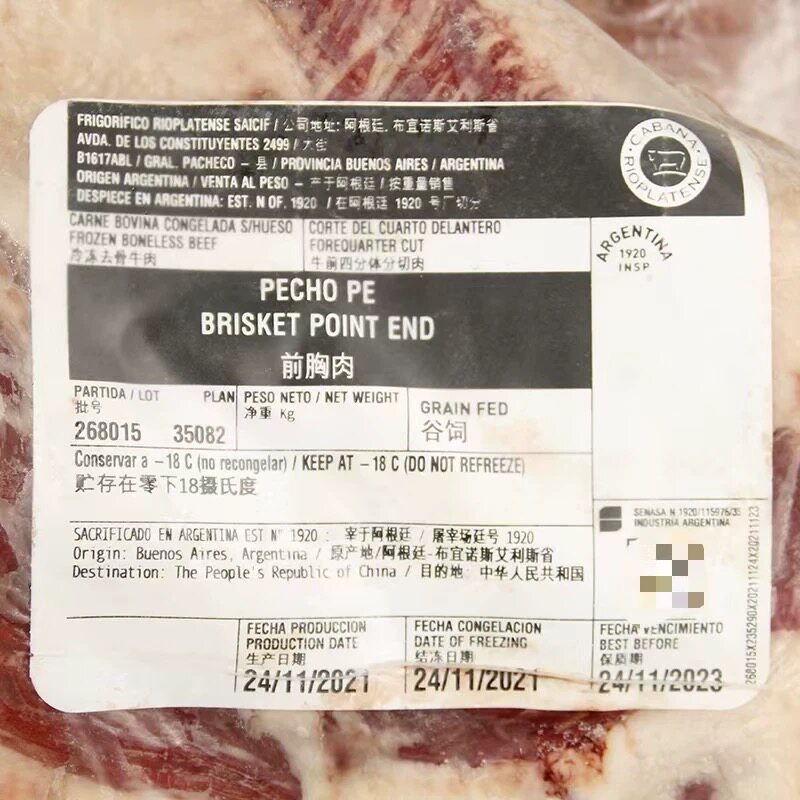 FRIGORÍFICO RIOPLATENSE SAICIF / 公司地址: 阿根廷. 布宜诺斯艾利斯省
AVDA. DE LOS CONSTITUYENTES 2499 / 大街
B1617ABL / GRAL. PACHECO - 县 / PROVINCIA BUENOS AIRES / ARGENTINA
ORIGEN ARGENTINA / VENTA AL PESO - 产于阿根廷 / 按重量销售
DESPIECE EN ARGENTINA: EST. N OF. 1920 / 在阿根廷 1920 号厂切分
CABANA
RIOPLATENSE
CARNE BOVINA CONGELADA S/HUESO
FROZEN BONELESS BEEF
冷冻去骨牛肉
CORTE DEL CUARTO DELANTERO
FOREQUARTER CUT
牛前四分体分切肉
ARGENTINA
1920
INSP
PECHO PE
BRISKET POINT END
前胸肉
PARTIDA / LOT PLAN
批号
268015 35082
PESO NETO / NET WEIGHT
净重 Kg
GRAIN FED
谷饲
Conservar a -18 C (no recongelar) / KEEP AT -18 C (DO NOT REFREEZE)
贮存在零下18摄氏度
SACRIFICADO EN ARGENTINA EST N° 1920 : 宰于阿根廷 / 屠宰场廷号 1920
Origin: Buenos Aires, Argentina / 原产地/阿根廷-布宜诺斯艾利斯省
Destination: The People's Republic of China / 目的地: 中华人民共和国
SENASA N 1920/115976/35
INDUSTRIA ARGENTINA
268015X235290X20211124X20211123
FECHA PRODUCCION
PRODUCTION DATE
生产日期
24/11/2021
FECHA CONGELACION
DATE OF FREEZING
结冻日期
24/11/2021
FECHA VENCIMIENTO
BEST BEFORE
保质期
24/11/2023